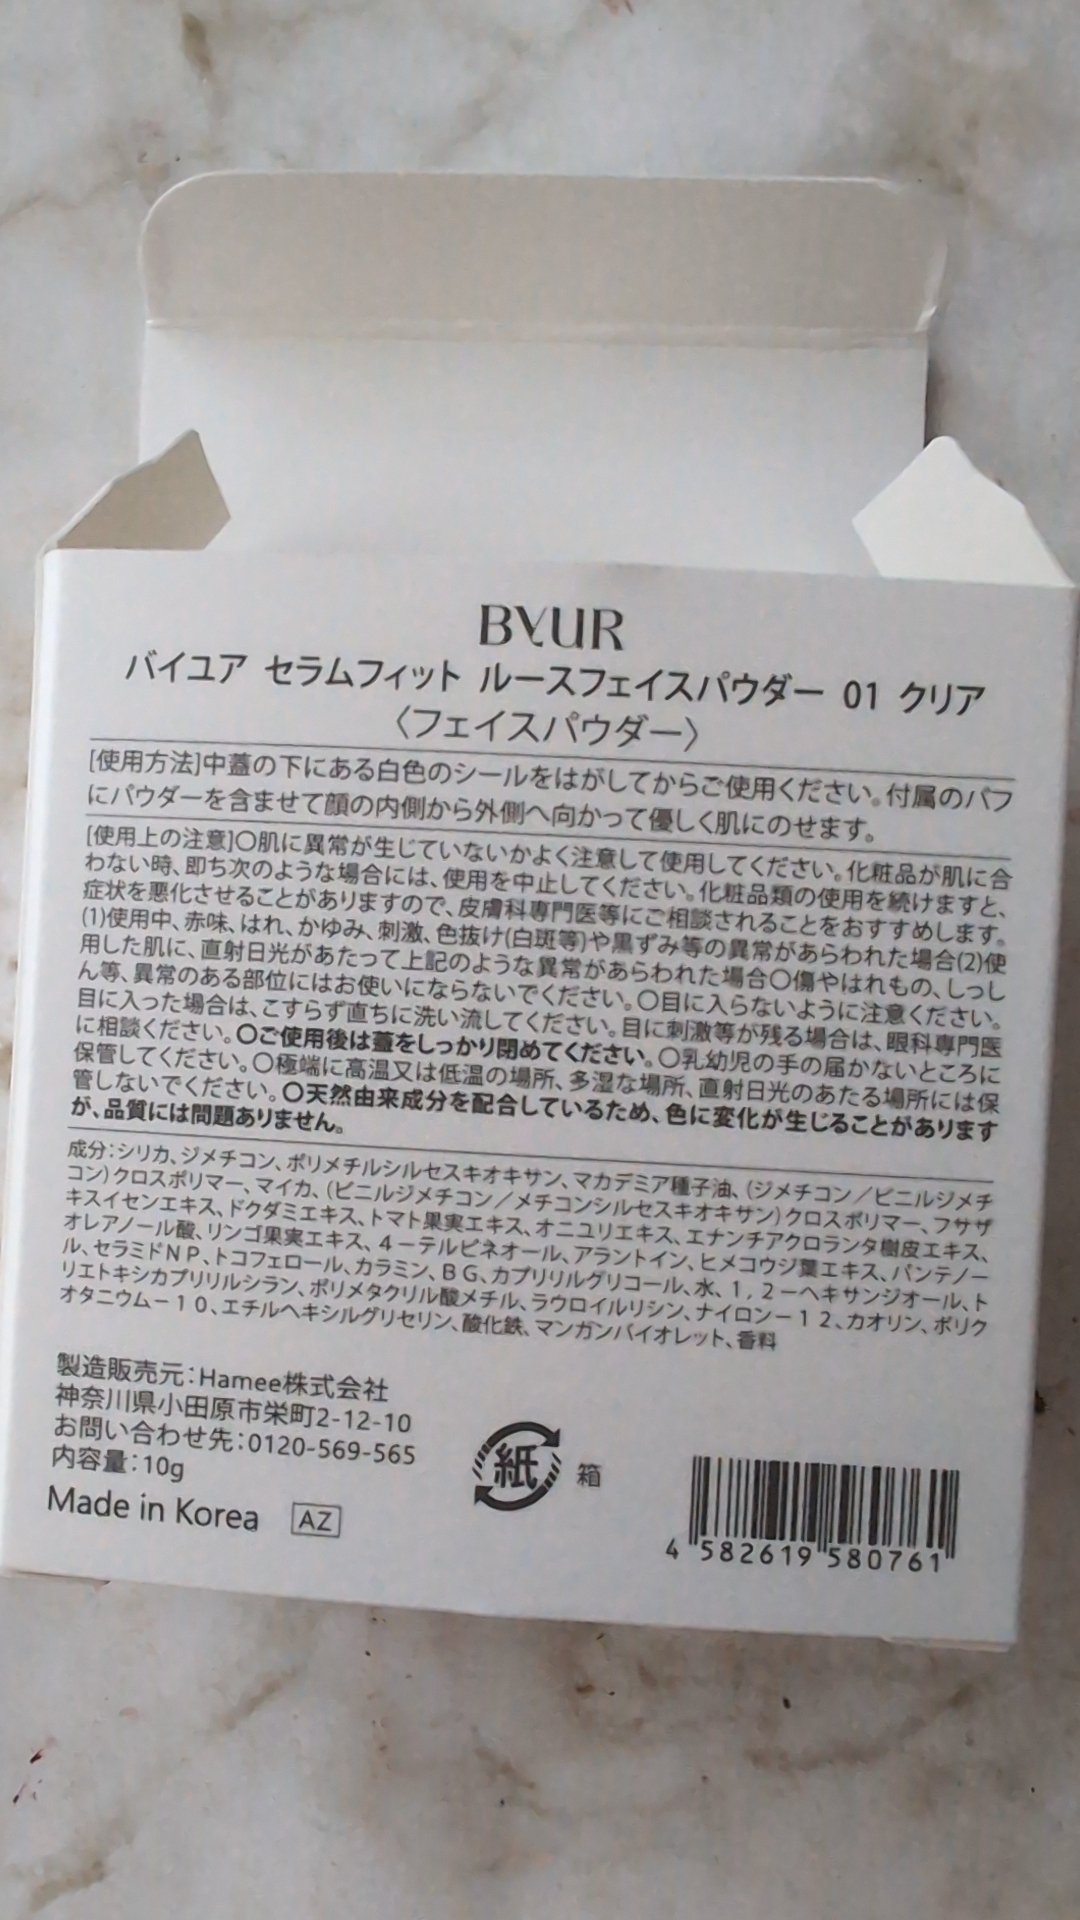 BYUR
バイユア セラムフィット ルースフェイスパウダー 01 クリア
〈フェイスパウダー〉
[使用方法]中蓋の下にある白色のシールをはがしてからご使用ください。付属のパフ
にパウダーを含ませて顔の内側から外側へ向かって優しく肌にのせます。
[使用上の注意]〇肌に異常が生じていないかよく注意して使用してください。化粧品が肌に合
わない時、即ち次のような場合には、使用を中止してください。化粧品類の使用を続けますと、
症状を悪化させることがありますので、皮膚科専門医等にご相談されることをおすすめします。
(1)使用中、赤味、はれ、かゆみ、刺激、色抜け(白斑等)や黒ずみ等の異常があらわれた場合(2)使
用した肌に、直射日光があたって上記のような異常があらわれた場合〇傷やはれもの、しっし
ん等、異常のある部位にはお使いにならないでください。〇目に入らないように注意ください。
目に入った場合は、こすらず直ちに洗い流してください。目に刺激等が残る場合は、眼科専門医
に相談ください。〇ご使用後は蓋をしっかり閉めてください。〇乳幼児の手の届かないところに
保管してください。〇極端に高温又は低温の場所、多湿な場所、直射日光のあたる場所には保
管しないでください。〇天然由来成分を配合しているため、色に変化が生じることがあります
が、品質には問題ありません。
成分：シリカ、ジメチコン、ポリメチルシルセスキオキサン、マカデミア種子油、（ジメチコン／ビニルジメチ
コン）クロスポリマー、マイカ、（ビニルジメチコン／メチコンシルセスキオキサン）クロスポリマー、フサザ
キスイセンエキス、ドクダミエキス、トマト果実エキス、オニユリエキス、エナンチアクロランタ樹皮エキス、
オレアノール酸、リンゴ果実エキス、４－テルピネオール、アラントイン、ヒメコウジ葉エキス、パンテノー
ル、セラミドＮＰ、トコフェロール、カラミン、ＢＧ、カプリリルグリコール、水、１，２－ヘキサンジオール、ト
リエトキシカプリリルシラン、ポリメタクリル酸メチル、ラウロイルリシン、ナイロン－１２、カオリン、ポリク
オタニウム－１０、エチルヘキシルグリセリン、酸化鉄、マンガンバイオレット、香料
製造販売元：Hamee株式会社
神奈川県小田原市栄町2-12-10
お問い合わせ先：0120-569-565
内容量：10g
Made in Korea AZ
紙 箱
4 582619 580761